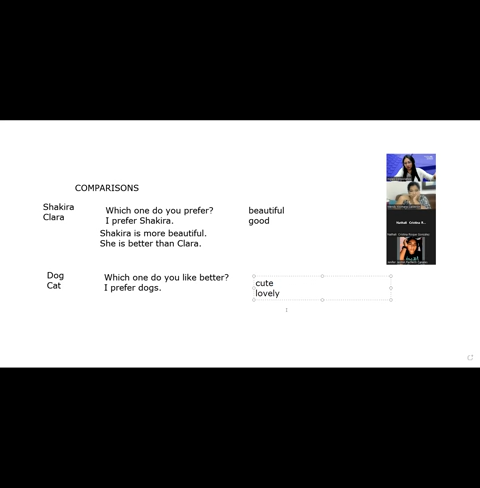 COMPARISONS
Shakira
Clara
Which one do you prefer?
I prefer Shakira.
Shakira is more beautiful.
She is better than Clara.
beautiful
good
Dog
Cat
Which one do you like better?
I prefer dogs.
cute
lovely